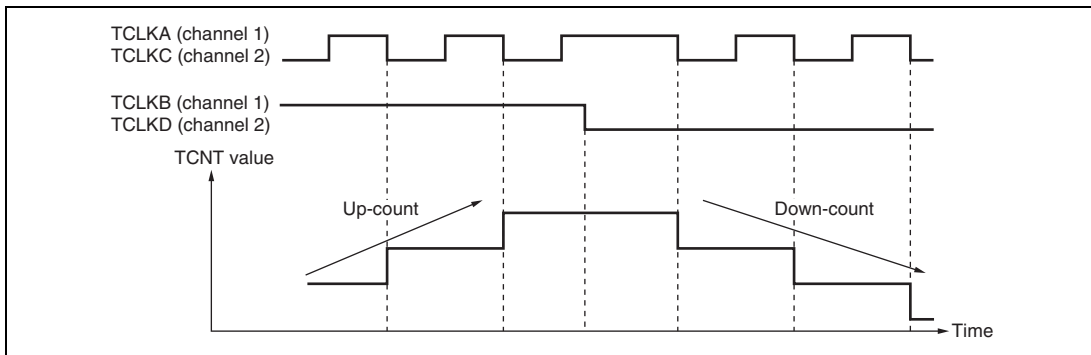 TCLKA (channel 1)
TCLKC (channel 2)
TCLKB (channel 1)
TCLKD (channel 2)
TCNT value
Up-count
Down-count
Time